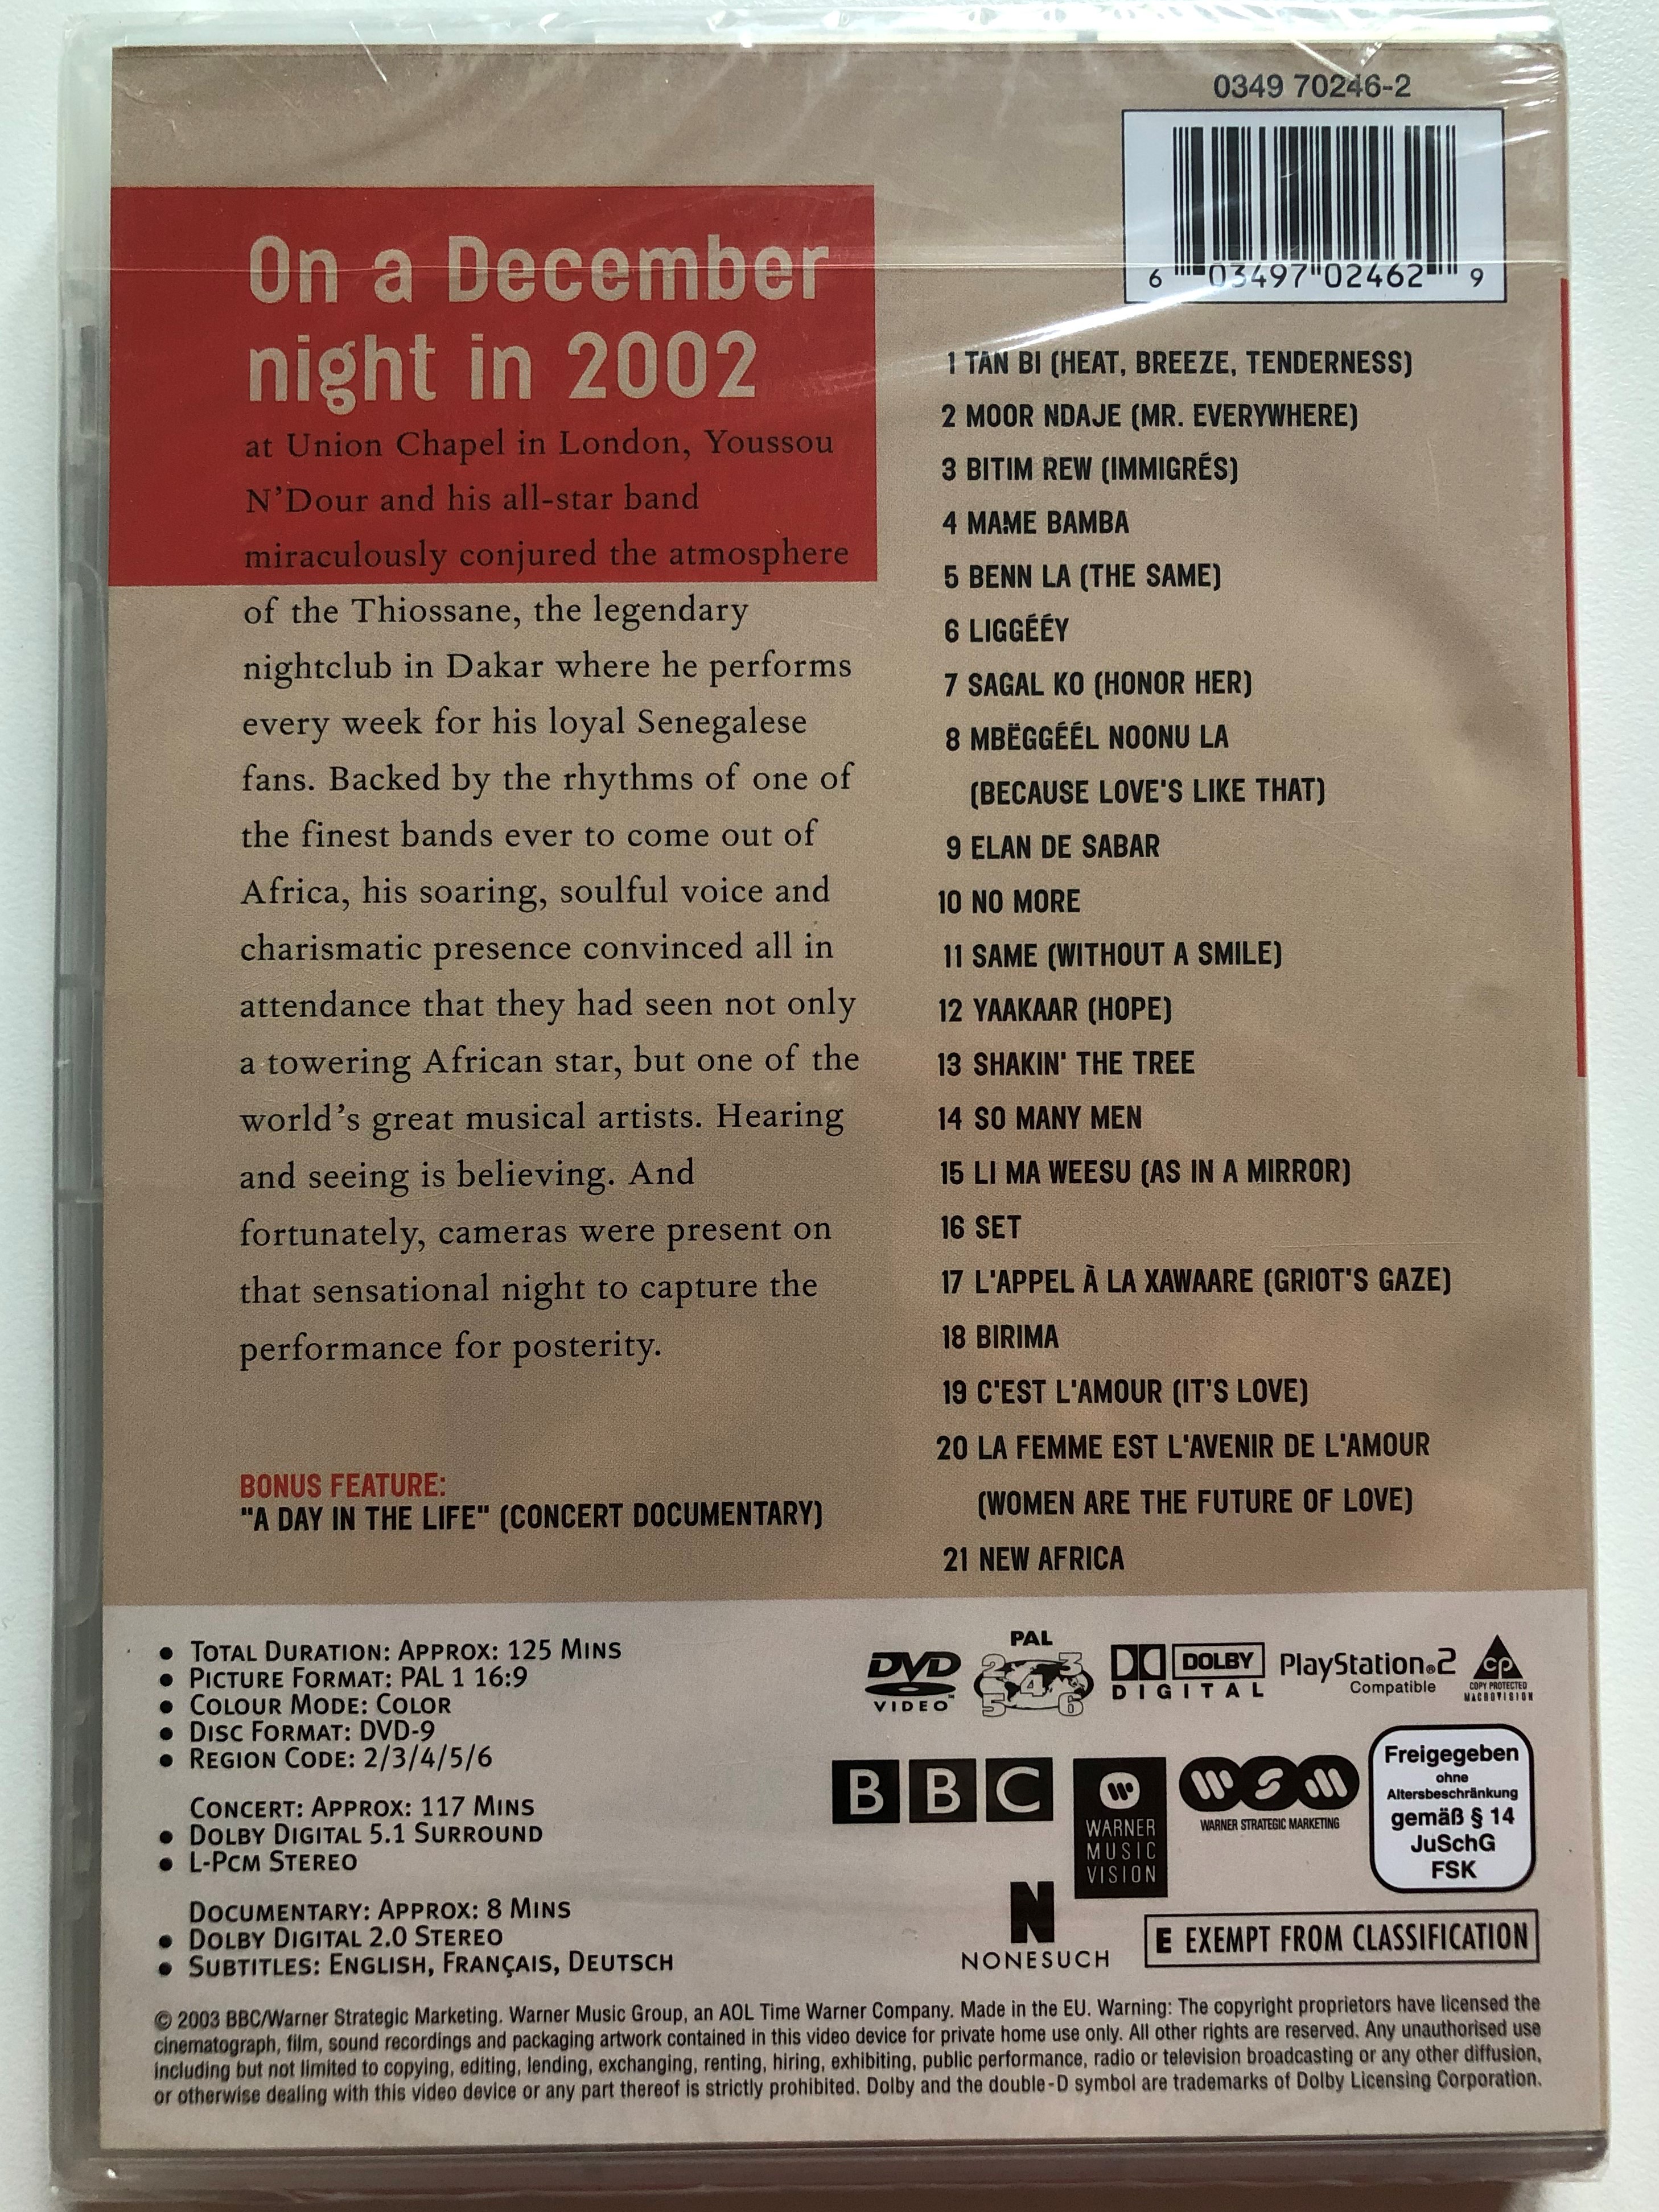 0349 70246-2
6 03497 02462 9
On a December
night in 2002
at Union Chapel in London, Youssou
N'Dour and his all-star band
miraculously conjured the atmosphere
of the Thiossane, the legendary
nightclub in Dakar where he performs
every week for his loyal Senegalese
fans. Backed by the rhythms of one of
the finest bands ever to come out of
Africa, his soaring, soulful voice and
charismatic presence convinced all in
attendance that they had seen not only
a towering African star, but one of the
world's great musical artists. Hearing
and seeing is believing. And
fortunately, cameras were present on
that sensational night to capture the
performance for posterity.
BONUS FEATURE:
"A DAY IN THE LIFE" (CONCERT DOCUMENTARY)
1 TAN BI (HEAT, BREEZE, TENDERNESS)
2 MOOR NDAJE (MR. EVERYWHERE)
3 BITIM REW (IMMIGRÉS)
4 MAME BAMBA
5 BENN LA (THE SAME)
6 LIGGÉÉY
7 SAGAL KO (HONOR HER)
8 MBËGGÉÉL NOONU LA
(BECAUSE LOVE'S LIKE THAT)
9 ELAN DE SABAR
10 NO MORE
11 SAME (WITHOUT A SMILE)
12 YAAKAAR (HOPE)
13 SHAKIN' THE TREE
14 SO MANY MEN
15 LI MA WEESU (AS IN A MIRROR)
16 SET
17 L'APPEL À LA XAWAARE (GRIOT'S GAZE)
18 BIRIMA
19 C'EST L'AMOUR (IT'S LOVE)
20 LA FEMME EST L'AVENIR DE L'AMOUR
(WOMEN ARE THE FUTURE OF LOVE)
21 NEW AFRICA
• TOTAL DURATION: APPROX: 125 MINS
• PICTURE FORMAT: PAL 1 16:9
• COLOUR MODE: COLOR
• DISC FORMAT: DVD-9
• REGION CODE: 2/3/4/5/6
CONCERT: APPROX: 117 MINS
• DOLBY DIGITAL 5.1 SURROUND
• L-PCM STEREO
DOCUMENTARY: APPROX: 8 MINS
• DOLBY DIGITAL 2.0 STEREO
• SUBTITLES: ENGLISH, FRANÇAIS, DEUTSCH
DVD
VIDEO™
PAL
2 3 4 5 6
DOLBY
DIGITAL
PlayStation®2
Compatible
CP
COPY PROTECTED
MACROVISION
BBC
WARNER
MUSIC
VISION
WSM
WARNER STRATEGIC MARKETING
Freigegeben
ohne
Altersbeschränkung
gemäß § 14
JuSchG
FSK
N
NONESUCH
E EXEMPT FROM CLASSIFICATION
© 2003 BBC/Warner Strategic Marketing. Warner Music Group, an AOL Time Warner Company. Made in the EU. Warning: The copyright proprietors have licensed the
cinematograph, film, sound recordings and packaging artwork contained in this video device for private home use only. All other rights are reserved. Any unauthorised use
including but not limited to copying, editing, lending, exchanging, renting, hiring, exhibiting, public performance, radio or television broadcasting or any other diffusion,
or otherwise dealing with this video device or any part thereof is strictly prohibited. Dolby and the double-D symbol are trademarks of Dolby Licensing Corporation.